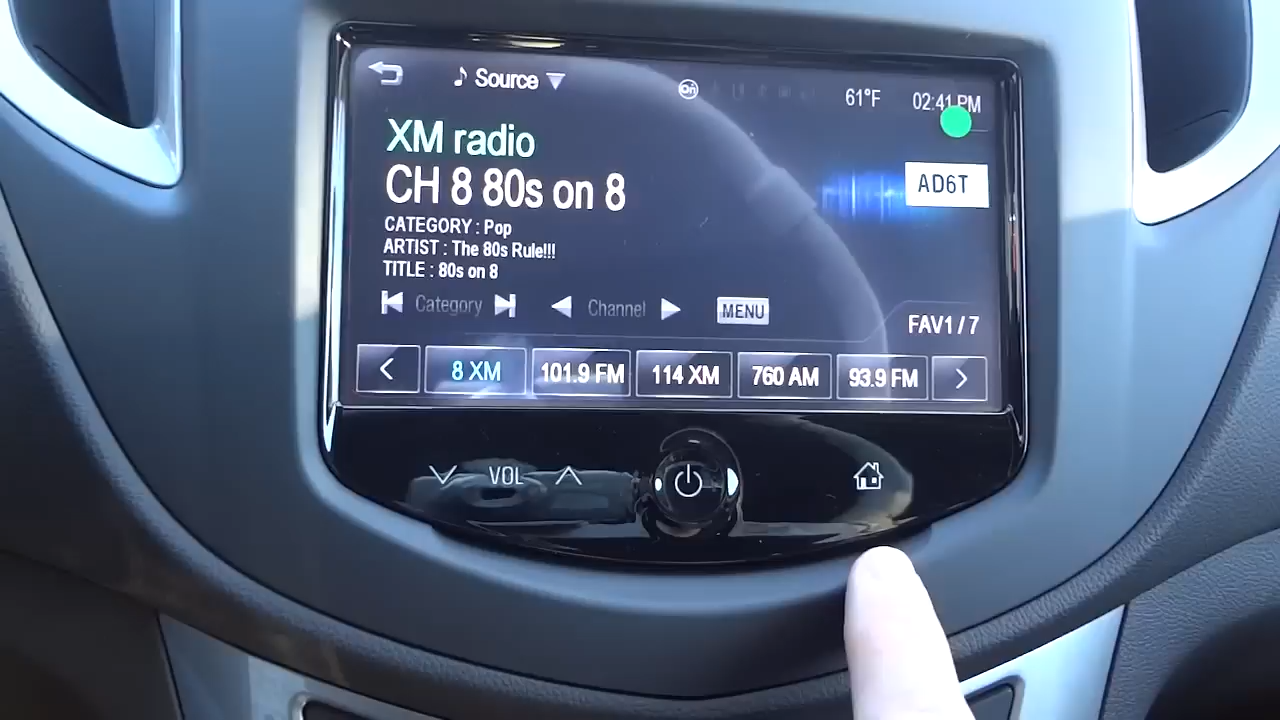 Source
On
61°F
02:41 PM
XM radio
CH 8 80s on 8
AD6T
CATEGORY : Pop
ARTIST : The 80s Rule!!!
TITLE : 80s on 8
Category
Channel
MENU
FAV1 / 7
8 XM
101.9 FM
114 XM
760 AM
93.9 FM
VOL